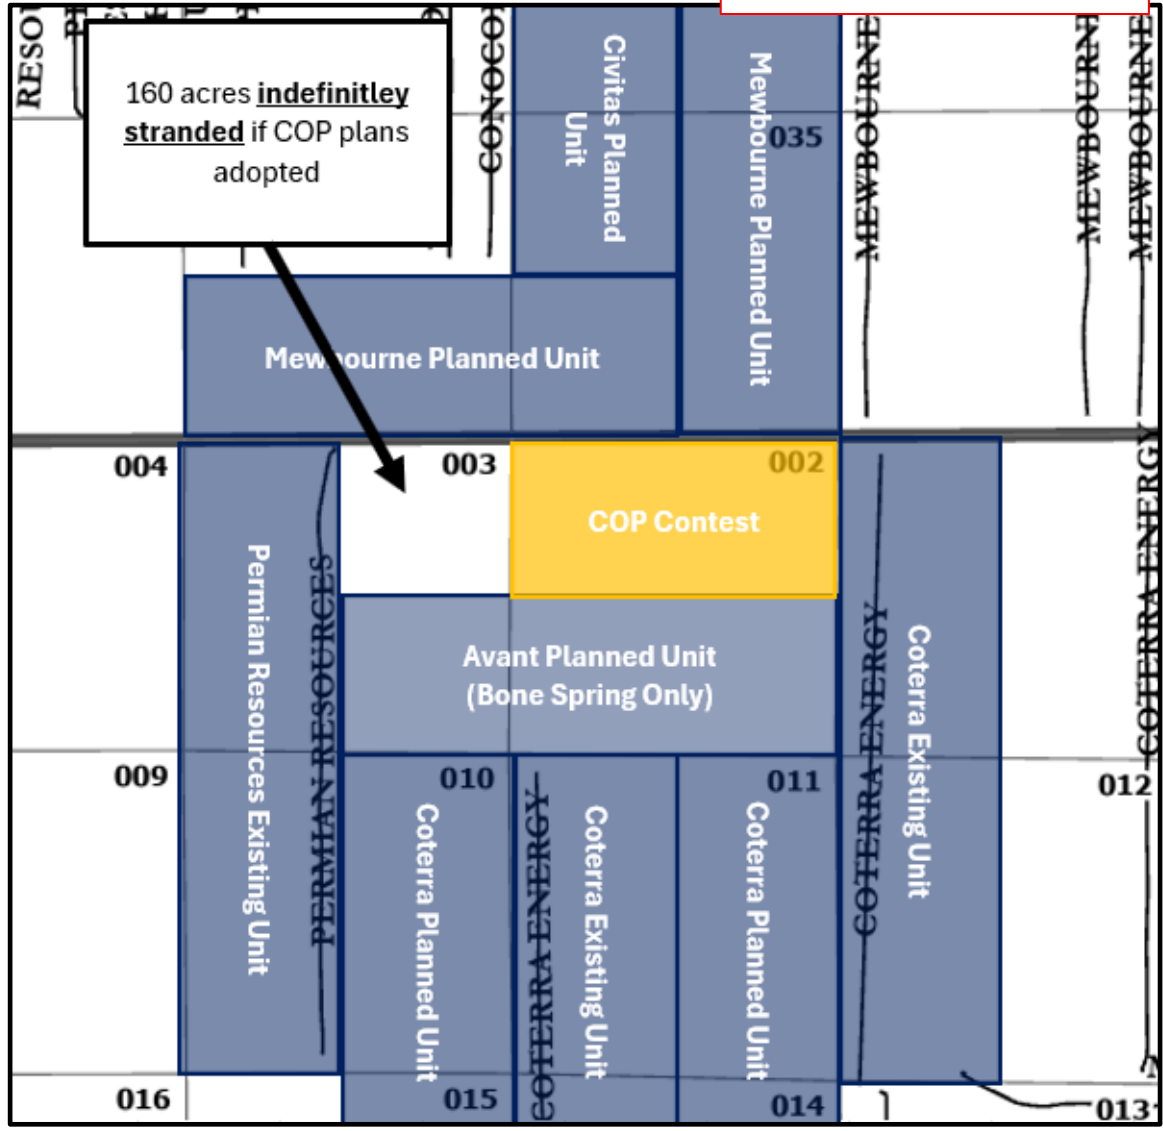 RESO
CONOCO
160 acres indefinitley
stranded if COP plans
adopted
Civitas Planned
Unit
Mewbourne Planned Unit
035
MEWBOURNE
MEWBOURN
MEWBOURNE
Mewbourne Planned Unit
004
003
002
COP Contest
Permian Resources Existing Unit
PERMIAN RESOURCES
Avant Planned Unit
(Bone Spring Only)
COTERRA ENERGY
Coterra Existing Unit
COTERRA ENERGY
009
010
011
012
Coterra Planned Unit
COTERRA ENERGY
Coterra Existing Unit
Coterra Planned Unit
016
015
014
013